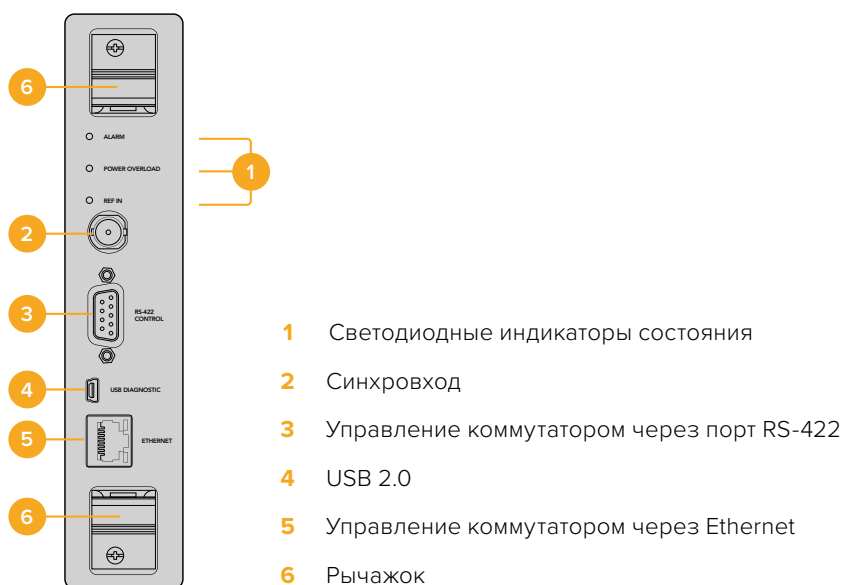 6
ALARM
POWER OVERLOAD
1
REF IN
2
3
RS-422
CONTROL
4
USB DIAGNOSTIC
5
ETHERNET
6
1 Светодиодные индикаторы состояния
2 Синхровход
3 Управление коммутатором через порт RS-422
4 USB 2.0
5 Управление коммутатором через Ethernet
6 Рычажок